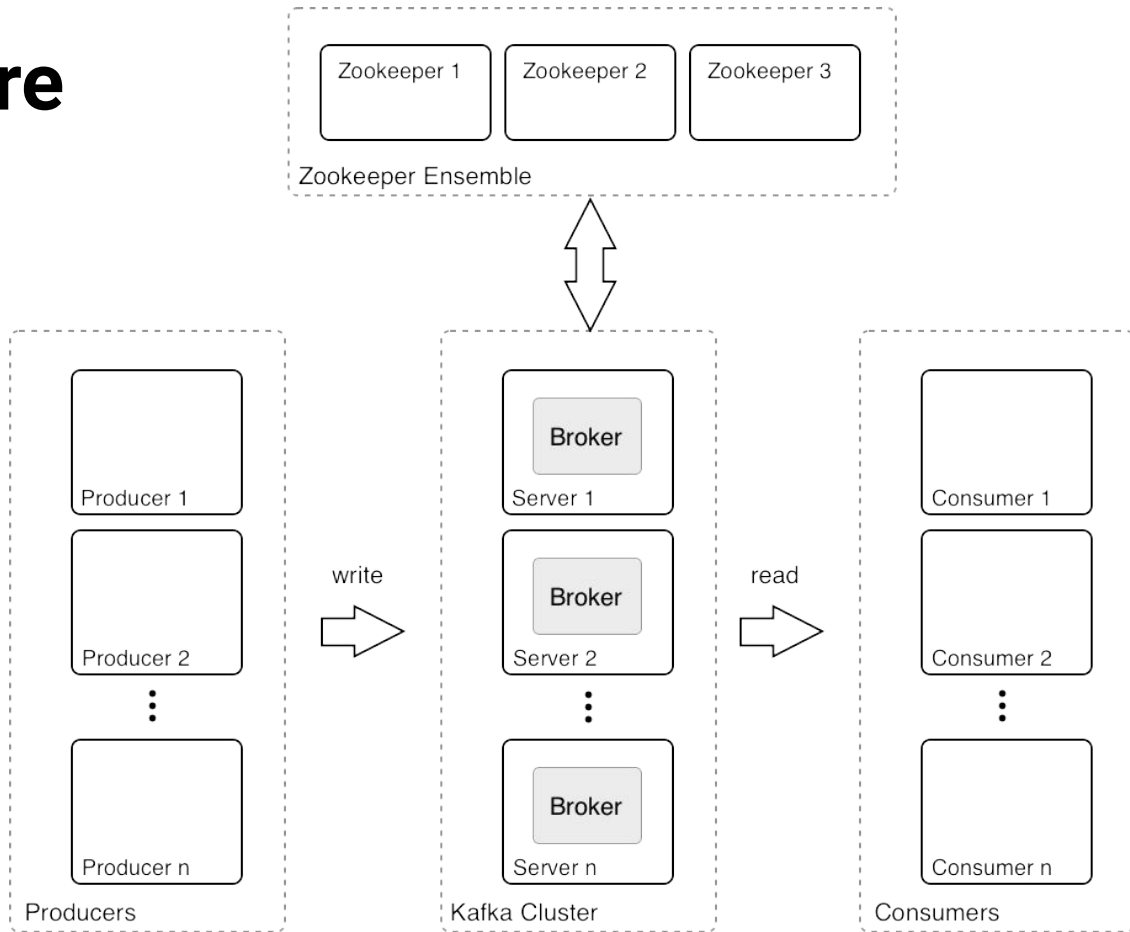 re
Zookeeper 1
Zookeeper 2
Zookeeper 3
Zookeeper Ensemble
Producer 1
Producer 2
Producer n
Producers
write
Broker
Server 1
Broker
Server 2
Broker
Server n
Kafka Cluster
read
Consumer 1
Consumer 2
Consumer n
Consumers